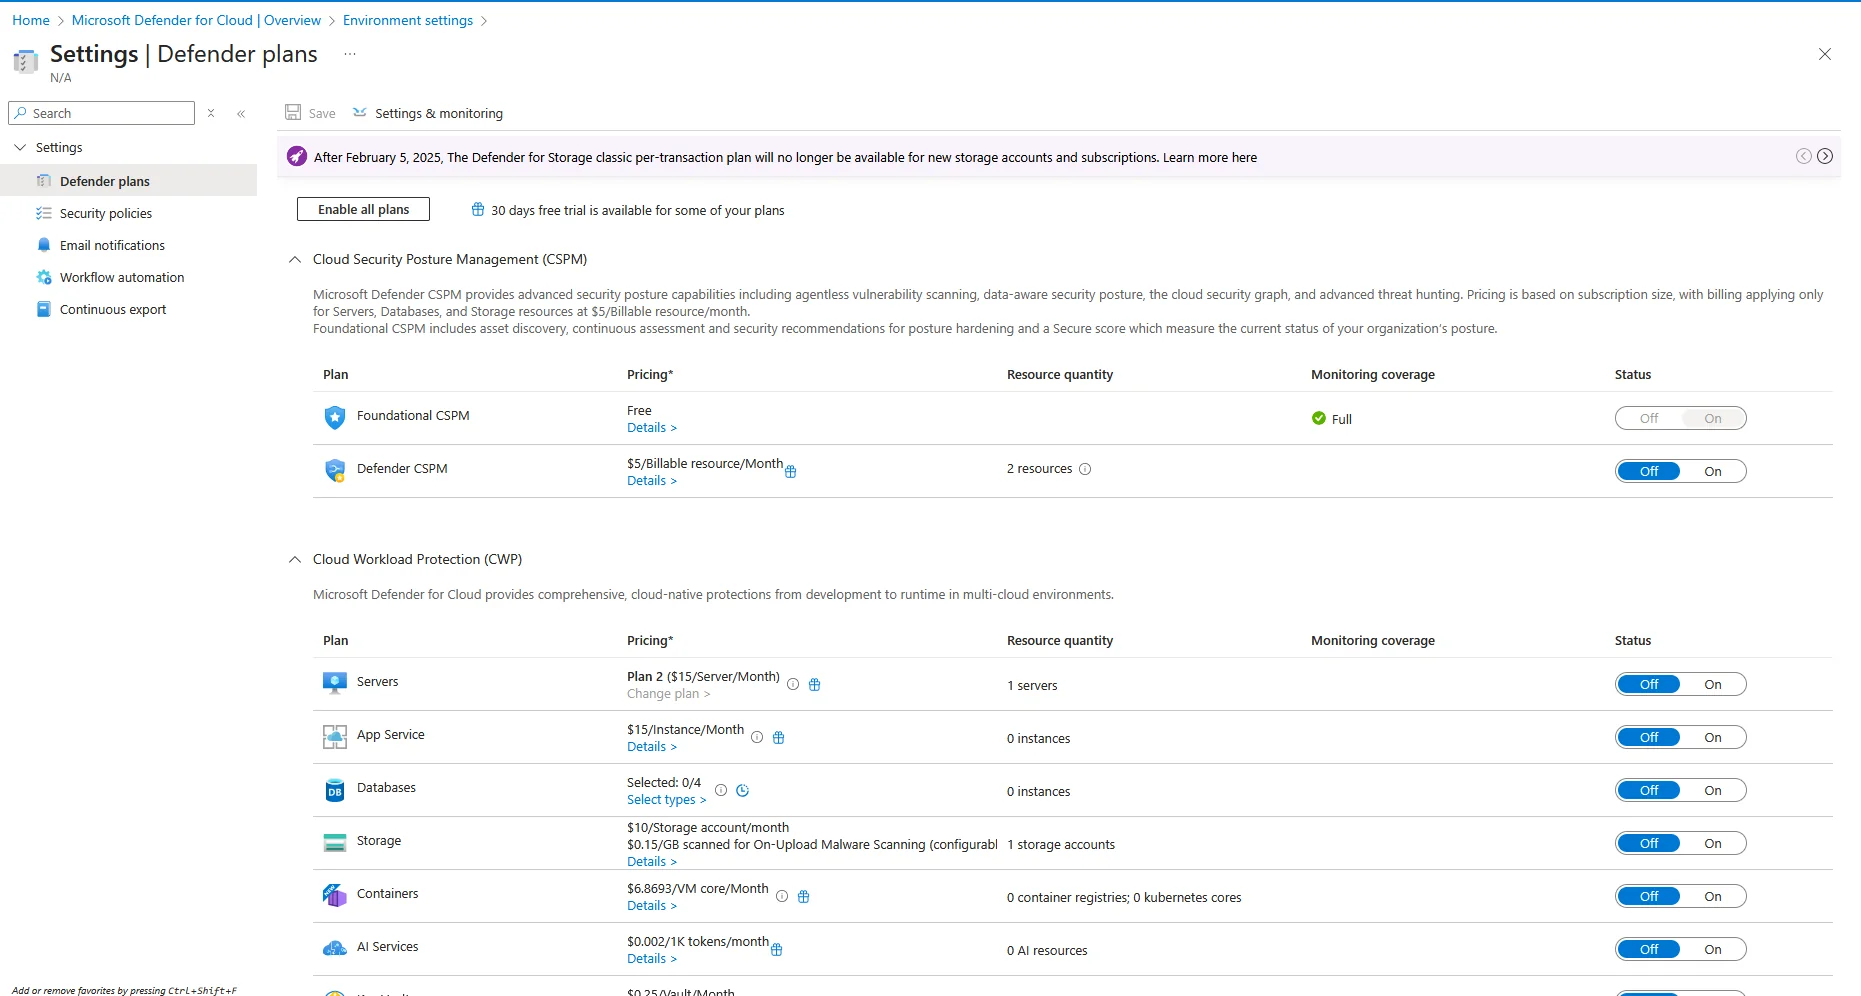 Home > Microsoft Defender for Cloud | Overview > Environment settings >
Settings | Defender plans ...
N/A
Search
Save Settings & monitoring
Settings
Defender plans
Security policies
Email notifications
Workflow automation
Continuous export
After February 5, 2025, The Defender for Storage classic per-transaction plan will no longer be available for new storage accounts and subscriptions. Learn more here
Enable all plans
30 days free trial is available for some of your plans
Cloud Security Posture Management (CSPM)
Microsoft Defender CSPM provides advanced security posture capabilities including agentless vulnerability scanning, data-aware security posture, the cloud security graph, and advanced threat hunting. Pricing is based on subscription size, with billing applying only
for Servers, Databases, and Storage resources at $5/Billable resource/month.
Foundational CSPM includes asset discovery, continuous assessment and security recommendations for posture hardening and a Secure score which measure the current status of your organization's posture.
Plan Pricing* Resource quantity Monitoring coverage Status
Foundational CSPM Free Full Off On
Details >
Defender CSPM $5/Billable resource/Month 2 resources Off On
Details >
Cloud Workload Protection (CWP)
Microsoft Defender for Cloud provides comprehensive, cloud-native protections from development to runtime in multi-cloud environments.
Plan Pricing* Resource quantity Monitoring coverage Status
Servers Plan 2 ($15/Server/Month) 1 servers Off On
Change plan >
App Service $15/Instance/Month 0 instances Off On
Details >
DB Databases Selected: 0/4 0 instances Off On
Select types >
Storage $10/Storage account/month
$0.15/GB scanned for On-Upload Malware Scanning (configurabl 1 storage accounts Off On
Details >
NEW Containers $6.8693/VM core/Month 0 container registries; 0 kubernetes cores Off On
Details >
AI Services $0.002/1K tokens/month 0 AI resources Off On
Details >
$0.25/Vault/Month
Add or remove favorites by pressing Ctrl+Shift+F